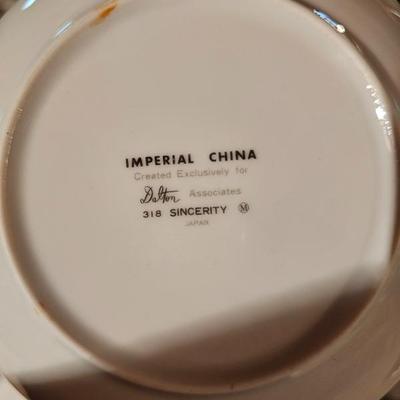 IMPERIAL CHINA
Created Exclusively for
Dalton Associates
318 SINCERITY Ⓜ
JAPAN